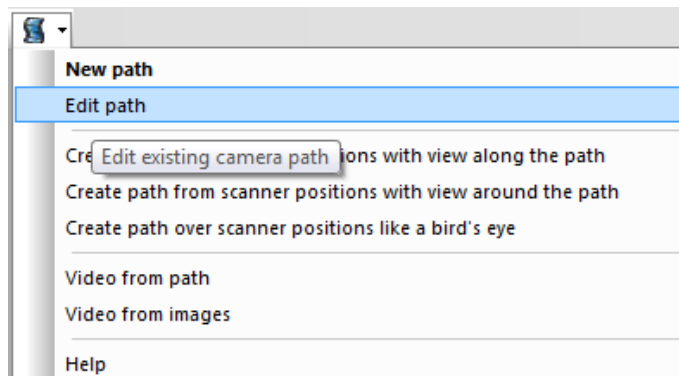 New path
Edit path
Cre Edit existing camera path ions with view along the path
Create path from scanner positions with view around the path
Create path over scanner positions like a bird's eye
Video from path
Video from images
Help